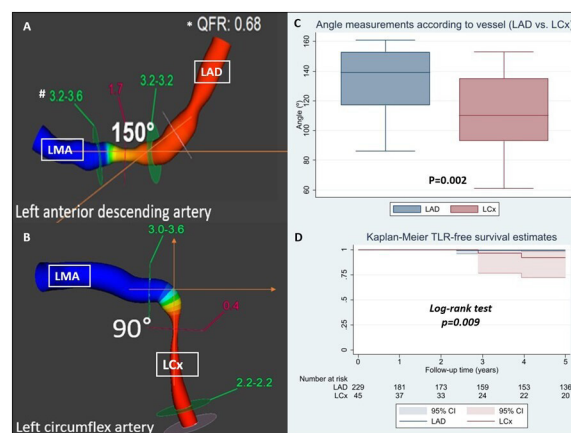 A
* QFR: 0.68
LAD
3.2-3.2
1.7
# 3.2-3.6
150°
LMA
Left anterior descending artery
B
3.0-3.6
LMA
90°
0.4
LCx
2.2-2.2
Left circumflex artery
C
Angle measurements according to vessel (LAD vs. LCx)
160
140
120
100
80
60
Angle (º)
P=0.002
LAD
LCx
D
Kaplan-Meier TLR-free survival estimates
1
.75
.5
.25
0
Log-rank test
p=0.009
0 1 2 3 4 5
Follow-up time (years)
Number at risk
LAD 229 181 173 159 153 136
LCx 45 37 33 24 22 20
95% CI 95% CI
LAD LCx